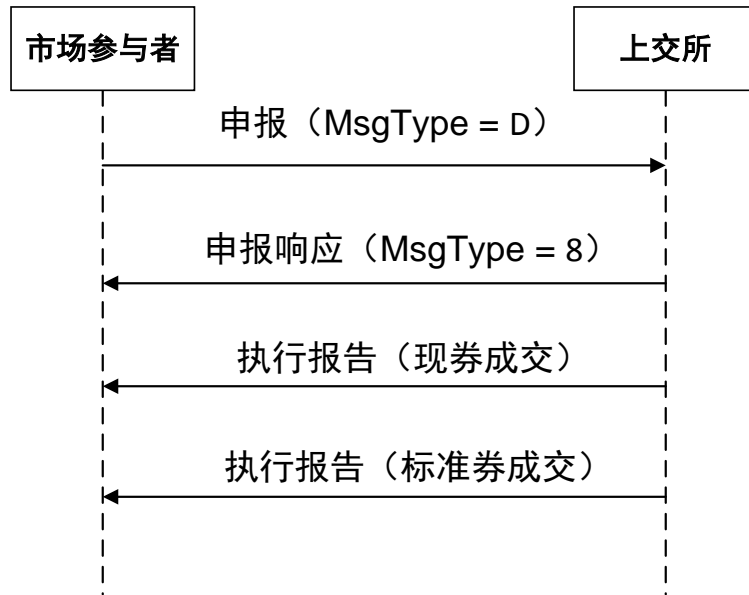 市场参与者
上交所
申报（MsgType = D）
申报响应（MsgType = 8）
执行报告（现券成交）
执行报告（标准券成交）